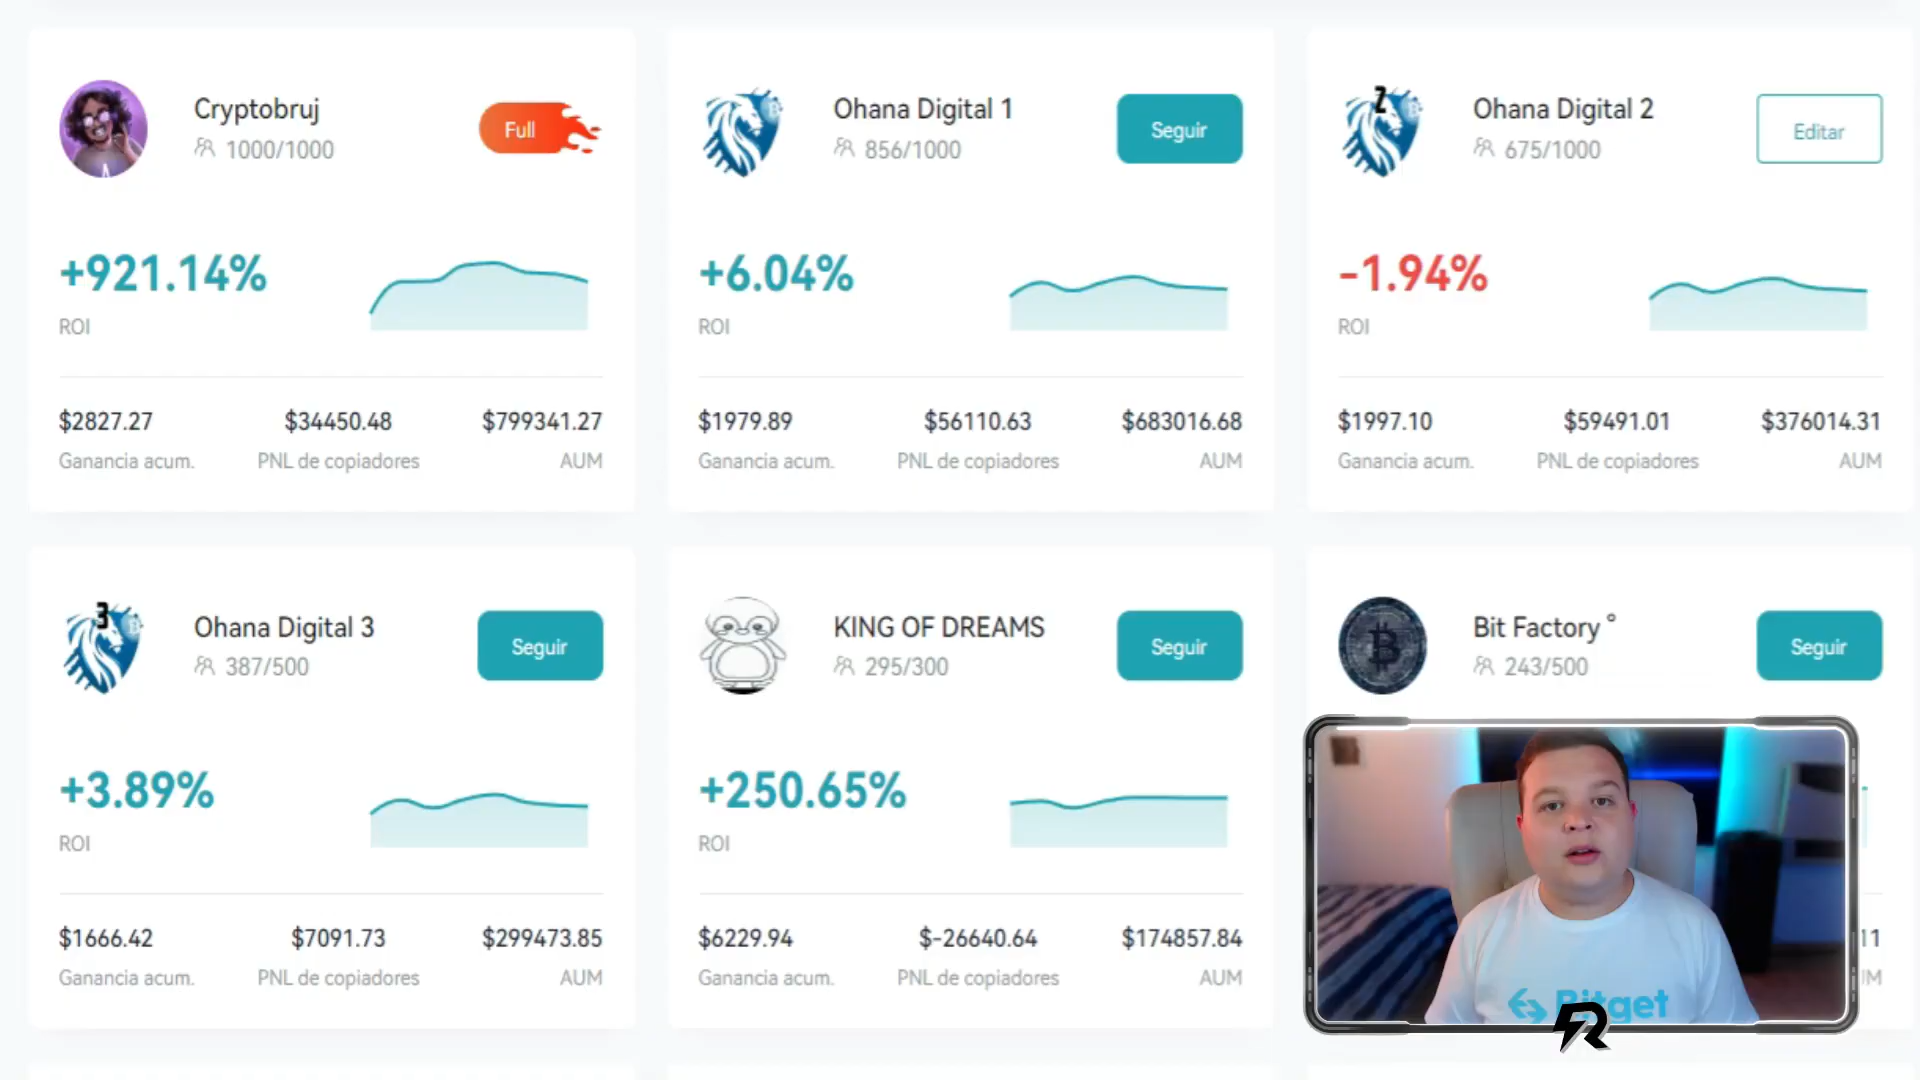 Cryptobruj
1000/1000
Full
+921.14%
ROI
$2827.27
$34450.48
$799341.27
Ganancia acum.
PNL de copiadores
AUM
Ohana Digital 1
856/1000
Seguir
+6.04%
ROI
$1979.89
$56110.63
$683016.68
Ganancia acum.
PNL de copiadores
AUM
2
Ohana Digital 2
675/1000
Editar
-1.94%
ROI
$1997.10
$59491.01
$376014.31
Ganancia acum.
PNL de copiadores
AUM
3
Ohana Digital 3
387/500
Seguir
+3.89%
ROI
$1666.42
$7091.73
$299473.85
Ganancia acum.
PNL de copiadores
AUM
KING OF DREAMS
295/300
Seguir
+250.65%
ROI
$6229.94
$-26640.64
$174857.84
Ganancia acum.
PNL de copiadores
AUM
Bit Factory °
243/500
Seguir
11
Bitget